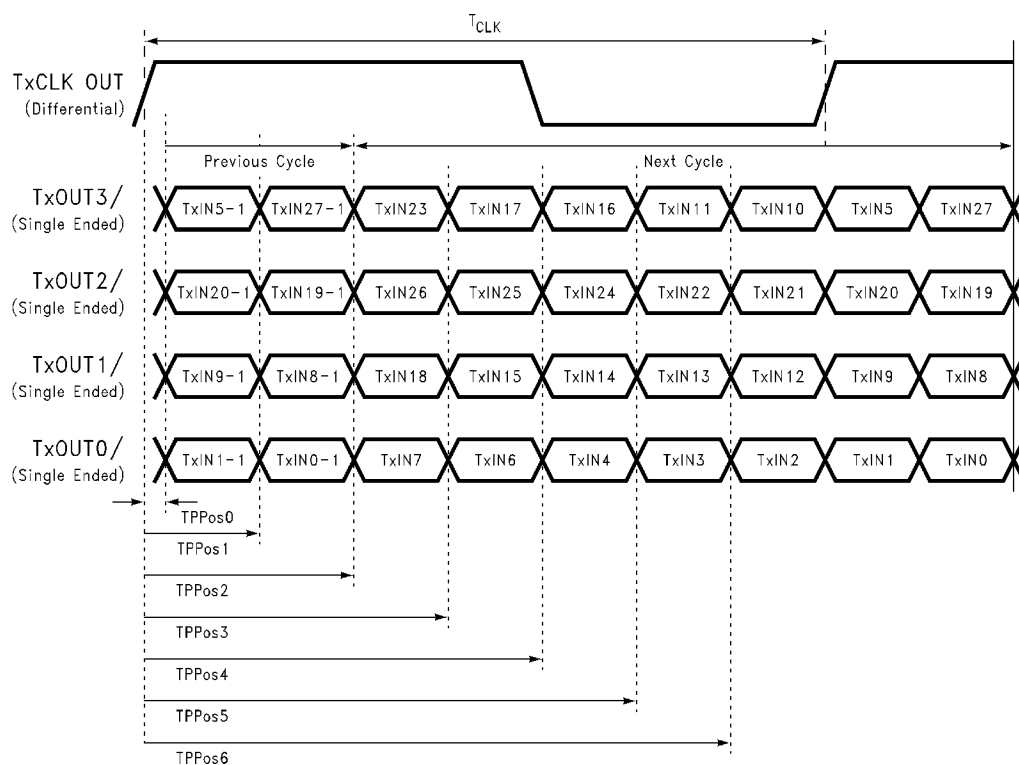 TCLK
TxCLK OUT
(Differential)
Previous Cycle
Next Cycle
TxOUT3/
(Single Ended)
TxIN5-1 TxIN27-1 TxIN23 TxIN17 TxIN16 TxIN11 TxIN10 TxIN5 TxIN27
TxOUT2/
(Single Ended)
TxIN20-1 TxIN19-1 TxIN26 TxIN25 TxIN24 TxIN22 TxIN21 TxIN20 TxIN19
TxOUT1/
(Single Ended)
TxIN9-1 TxIN8-1 TxIN18 TxIN15 TxIN14 TxIN13 TxIN12 TxIN9 TxIN8
TxOUT0/
(Single Ended)
TxIN1-1 TxIN0-1 TxIN7 TxIN6 TxIN4 TxIN3 TxIN2 TxIN1 TxIN0
TPPos0
TPPos1
TPPos2
TPPos3
TPPos4
TPPos5
TPPos6